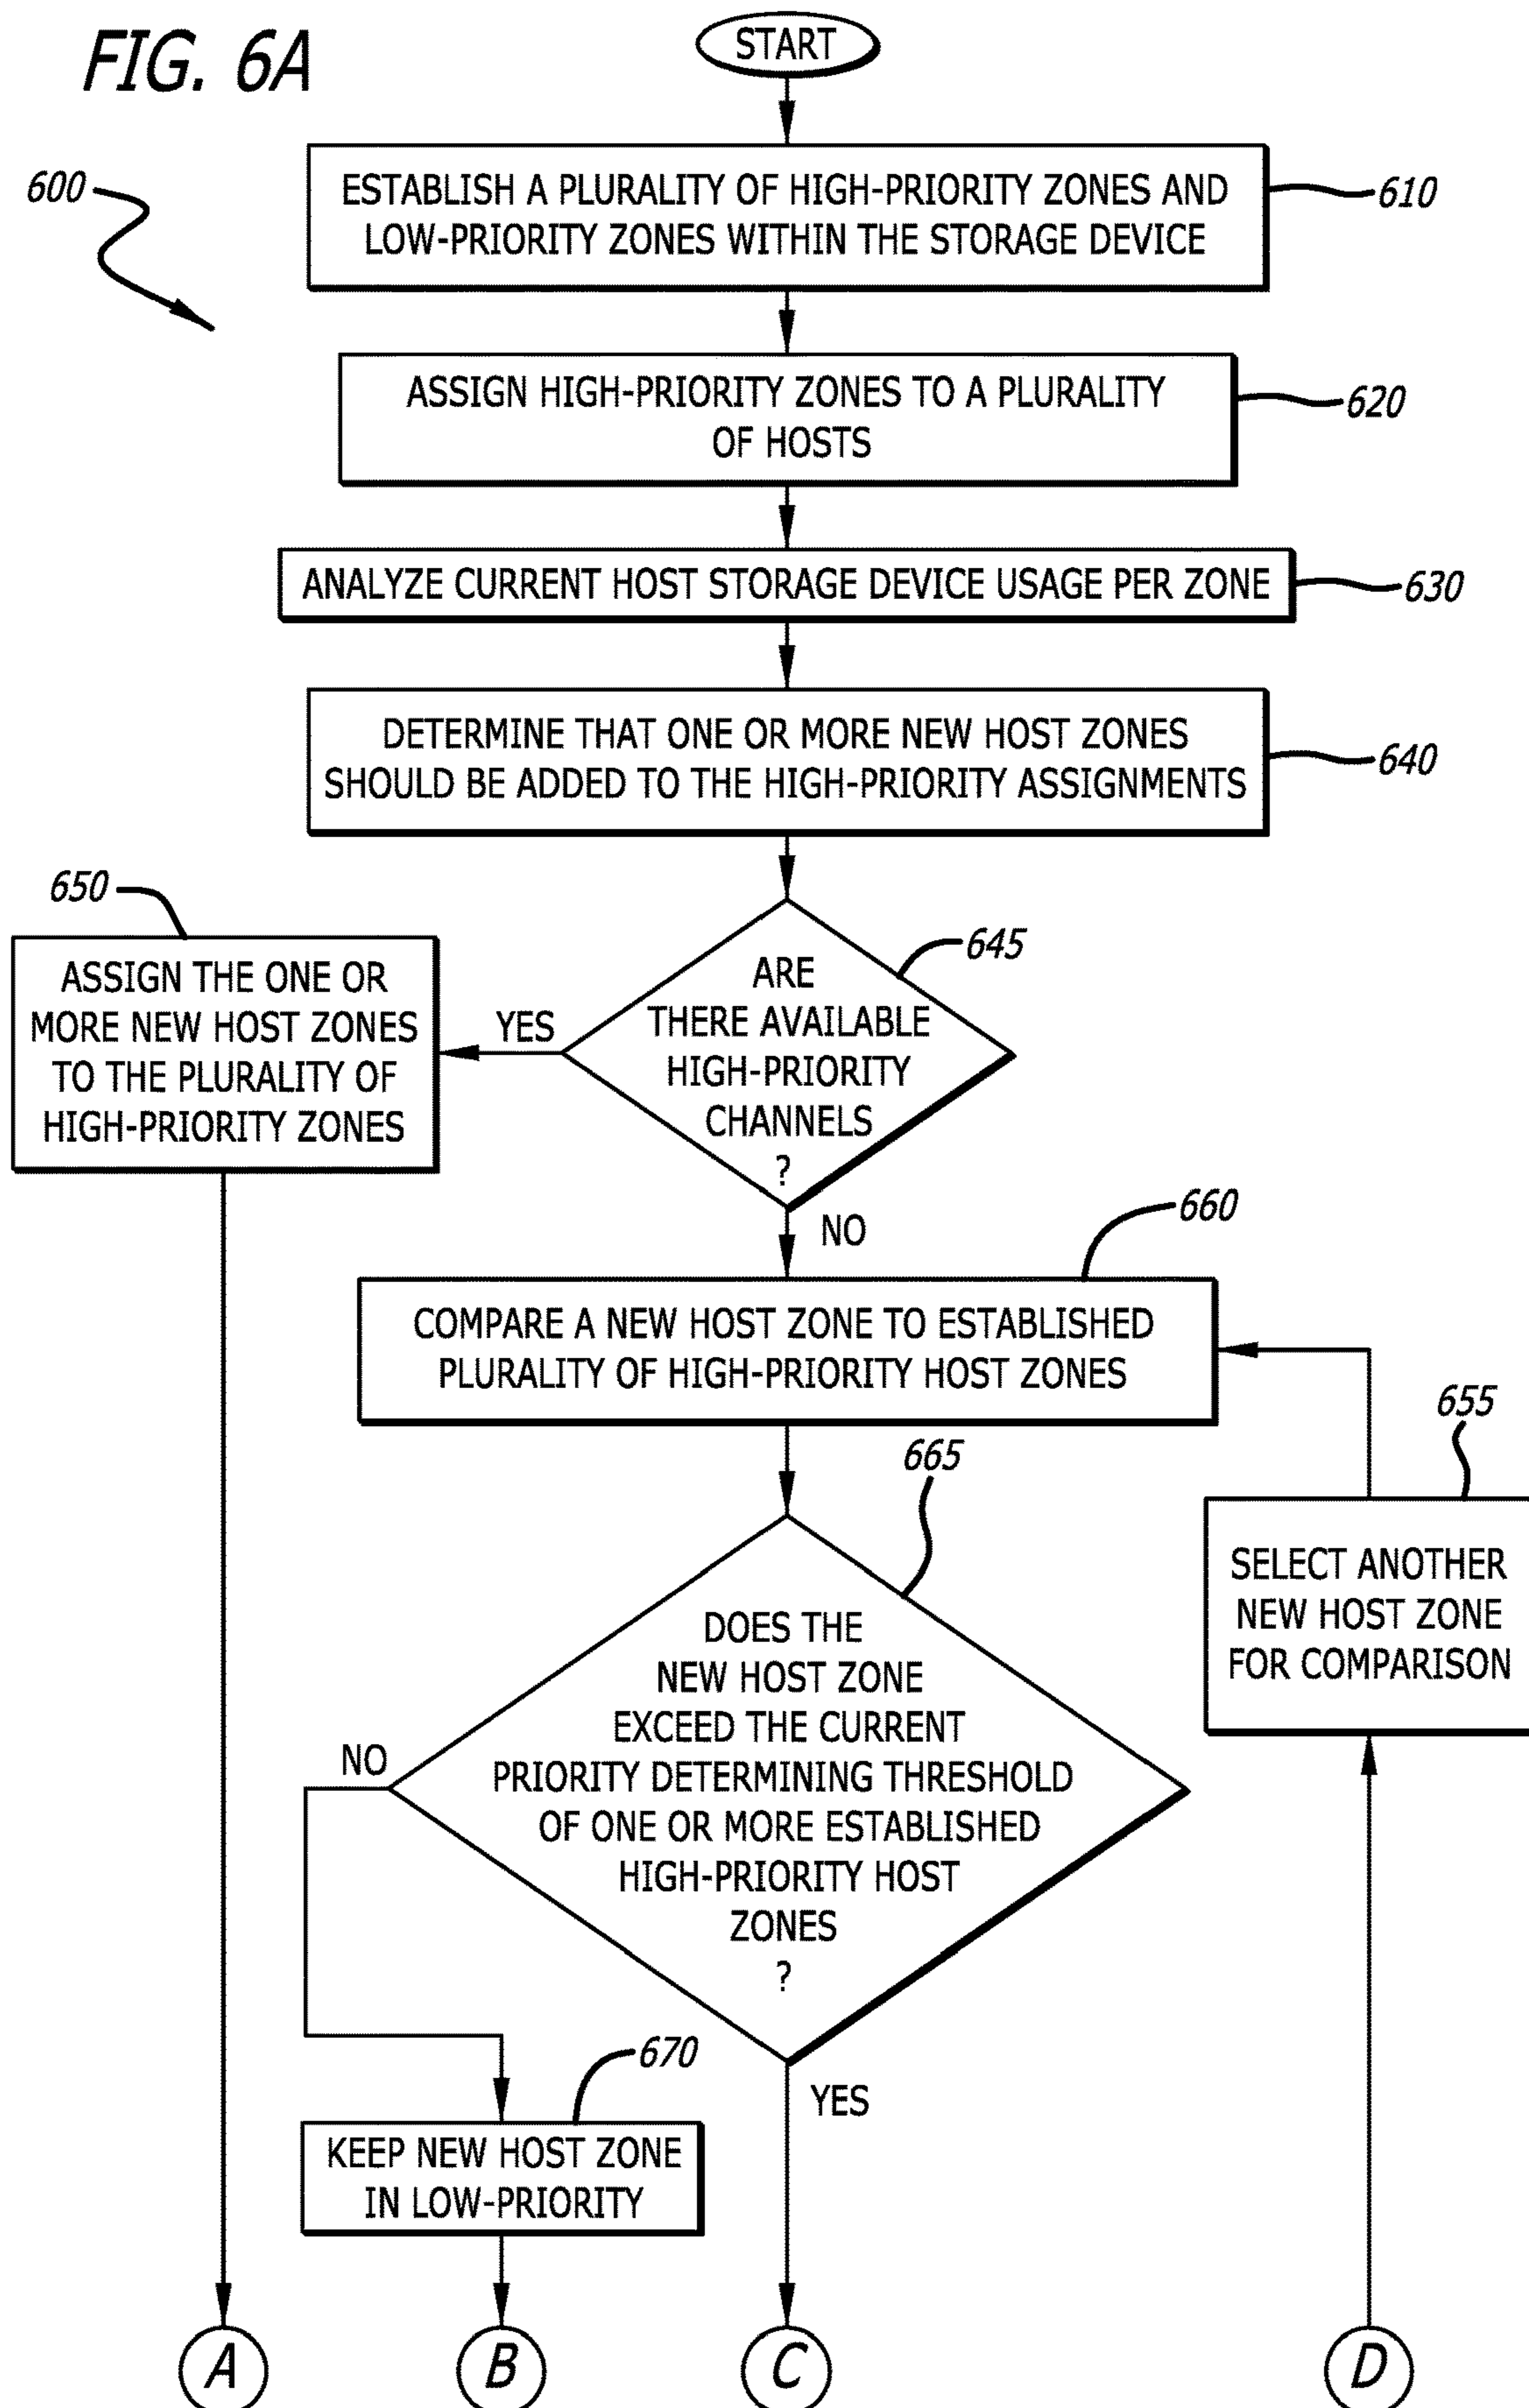 FIG. 6A
START
600
ESTABLISH A PLURALITY OF HIGH-PRIORITY ZONES AND
LOW-PRIORITY ZONES WITHIN THE STORAGE DEVICE
610
ASSIGN HIGH-PRIORITY ZONES TO A PLURALITY
OF HOSTS
620
ANALYZE CURRENT HOST STORAGE DEVICE USAGE PER ZONE
630
DETERMINE THAT ONE OR MORE NEW HOST ZONES
SHOULD BE ADDED TO THE HIGH-PRIORITY ASSIGNMENTS
640
650
ASSIGN THE ONE OR
MORE NEW HOST ZONES
TO THE PLURALITY OF
HIGH-PRIORITY ZONES
YES
645
ARE
THERE AVAILABLE
HIGH-PRIORITY
CHANNELS
?
NO
660
COMPARE A NEW HOST ZONE TO ESTABLISHED
PLURALITY OF HIGH-PRIORITY HOST ZONES
655
SELECT ANOTHER
NEW HOST ZONE
FOR COMPARISON
665
DOES THE
NEW HOST ZONE
EXCEED THE CURRENT
PRIORITY DETERMINING THRESHOLD
OF ONE OR MORE ESTABLISHED
HIGH-PRIORITY HOST
ZONES
?
NO
YES
670
KEEP NEW HOST ZONE
IN LOW-PRIORITY
A
B
C
D